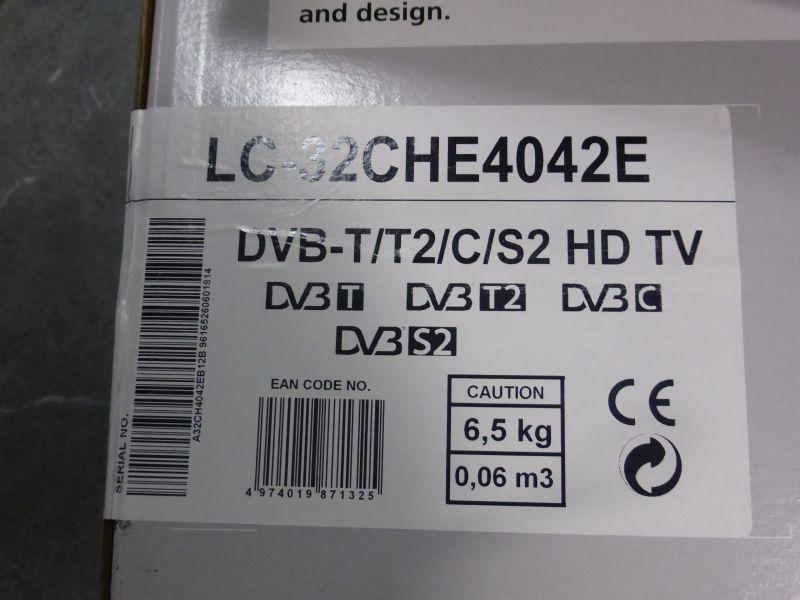 and design.
LC-32CHE4042E
DVB-T/T2/C/S2 HD TV
DVB T DVB T2 DVB C
DVB S2
SERIAL NO.
A32CH4042EB12B 96165260601814
EAN CODE NO.
4 974019 871325
CAUTION
6,5 kg
0,06 m3
CE